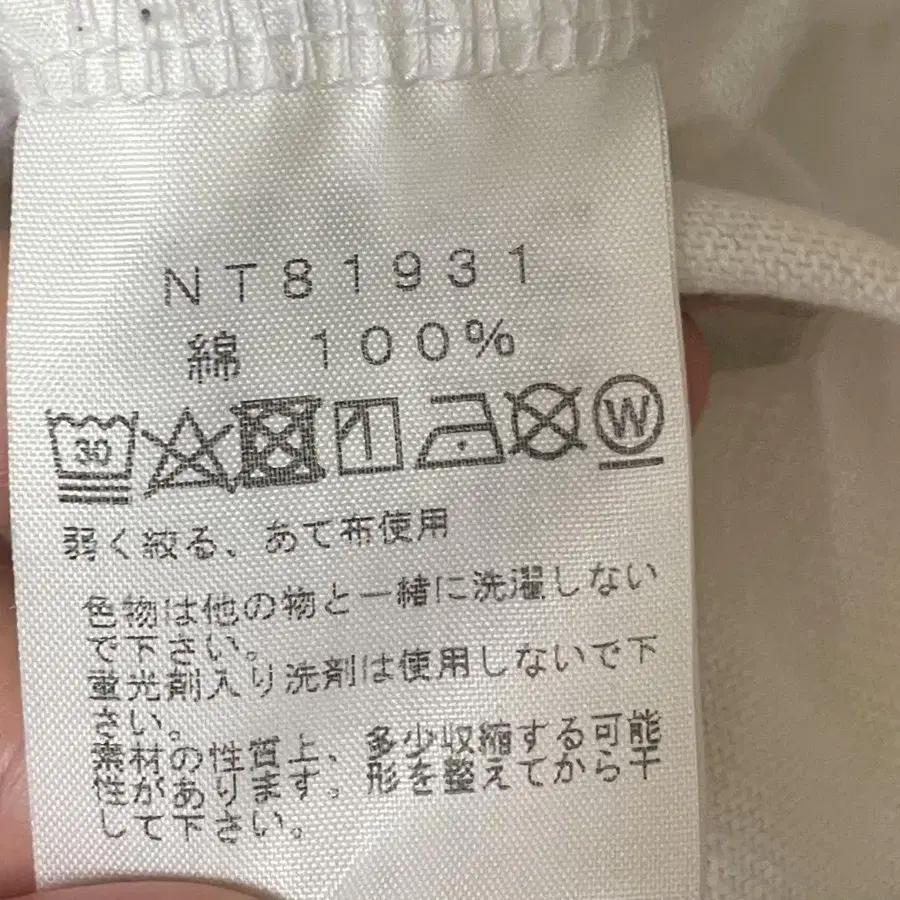 NT81931
綿 100%
30
W
弱く絞る、あて布使用
色物は他の物と一緒に洗濯しない
で下さい。
蛍光剤入り洗剤は使用しないで下
さい。
素材の性質上、多少収縮する可能
性があります。形を整えてから干
して下さい。